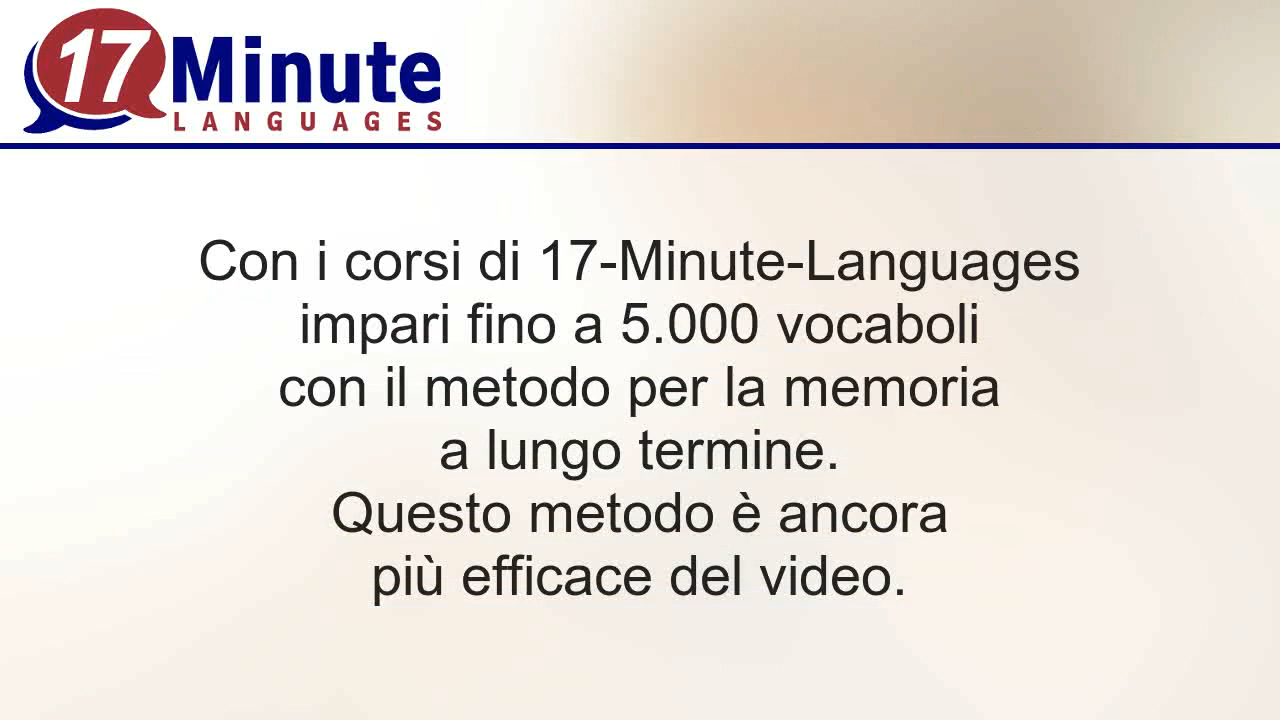 17 Minute
LANGUAGES
Con i corsi di 17-Minute-Languages
impari fino a 5.000 vocaboli
con il metodo per la memoria
a lungo termine.
Questo metodo è ancora
più efficace del video.